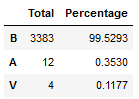 Total Percentage
B 3383 99.5293
A 12 0.3530
V 4 0.1177